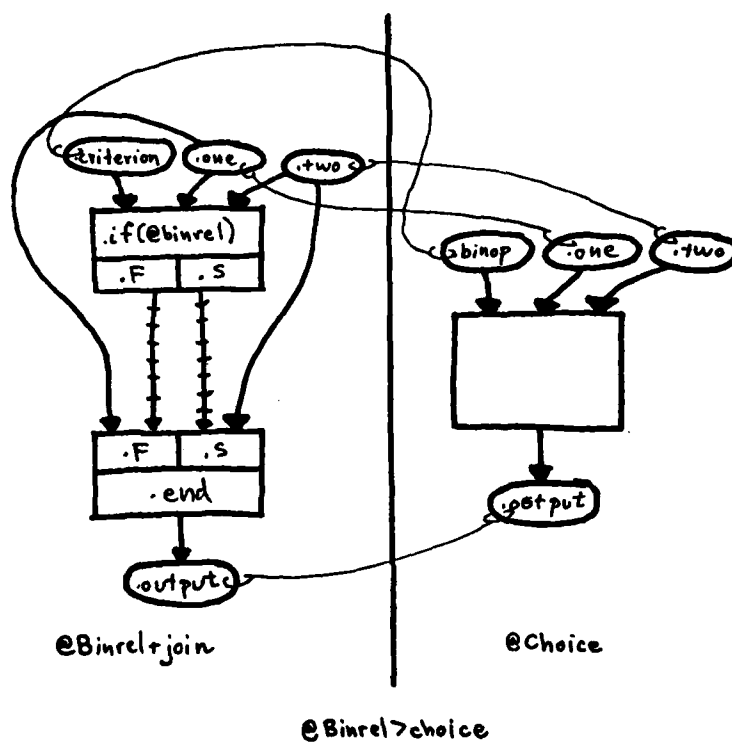 .criterion .one .two
.if(@binrel)
.F .S
.binop .one .two
.F .S
.end
.output
.output
@Binrel+join
@Choice
@Binrel>choice